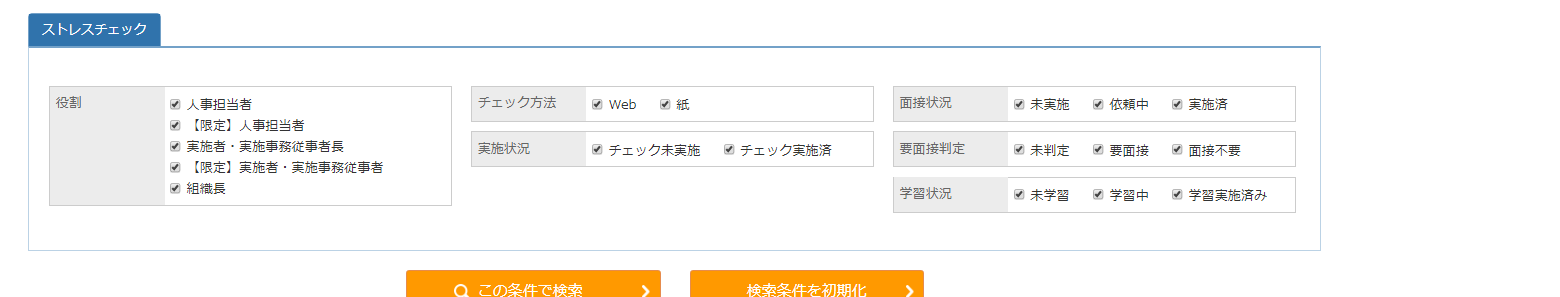 ストレスチェック
役割
人事担当者
【限定】人事担当者
実施者・実施事務従事者長
【限定】実施者・実施事務従事者
組織長
チェック方法 Web 紙
実施状況 チェック未実施 チェック実施済
面接状況 未実施 依頼中 実施済
要面接判定 未判定 要面接 面接不要
学習状況 未学習 学習中 学習実施済み
この条件で検索 検索条件を初期化